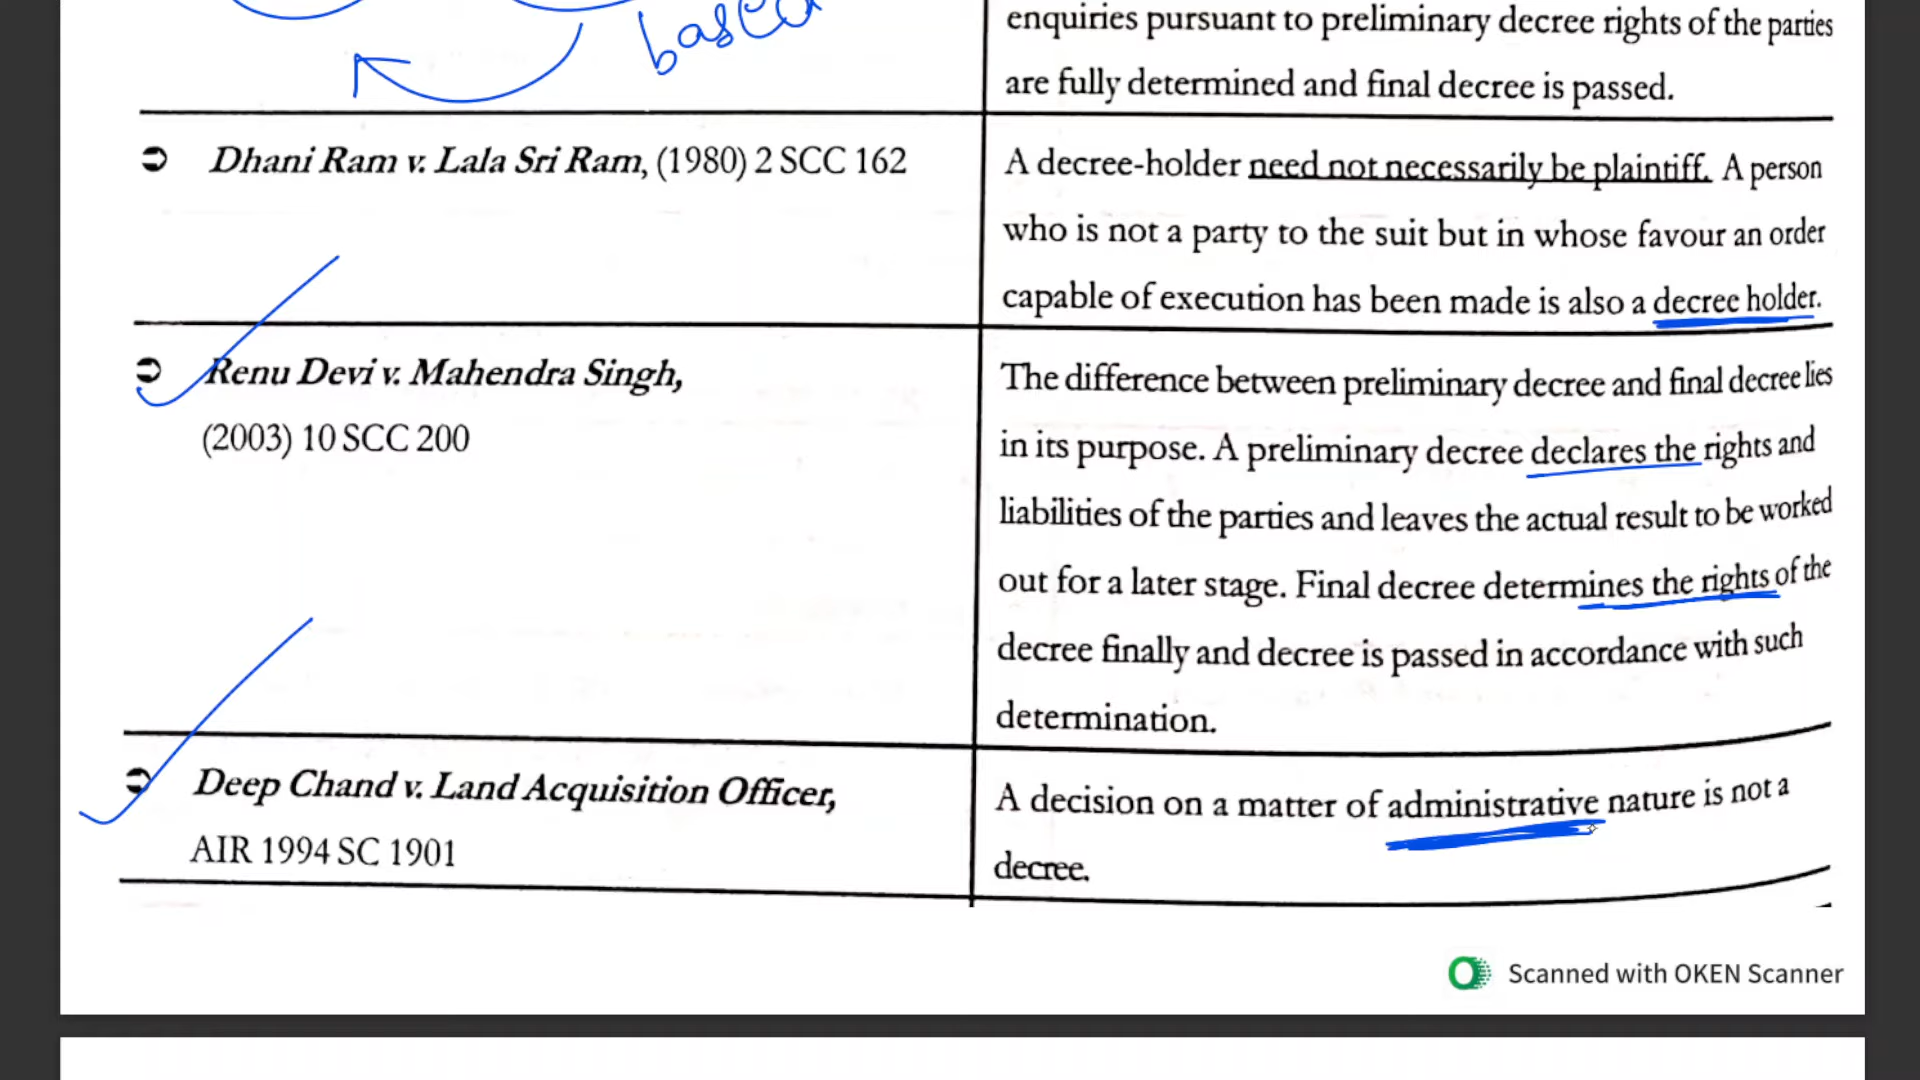 based
enquiries pursuant to preliminary decree rights of the parties
are fully determined and final decree is passed.
Dhani Ram v. Lala Sri Ram, (1980) 2 SCC 162
A decree-holder need not necessarily be plaintiff. A person
who is not a party to the suit but in whose favour an order
capable of execution has been made is also a decree holder.
Renu Devi v. Mahendra Singh,
(2003) 10 SCC 200
The difference between preliminary decree and final decree lies
in its purpose. A preliminary decree declares the rights and
liabilities of the parties and leaves the actual result to be worked
out for a later stage. Final decree determines the rights of the
decree finally and decree is passed in accordance with such
determination.
Deep Chand v. Land Acquisition Officer,
AIR 1994 SC 1901
A decision on a matter of administrative nature is not a
decree.
Scanned with OKEN Scanner